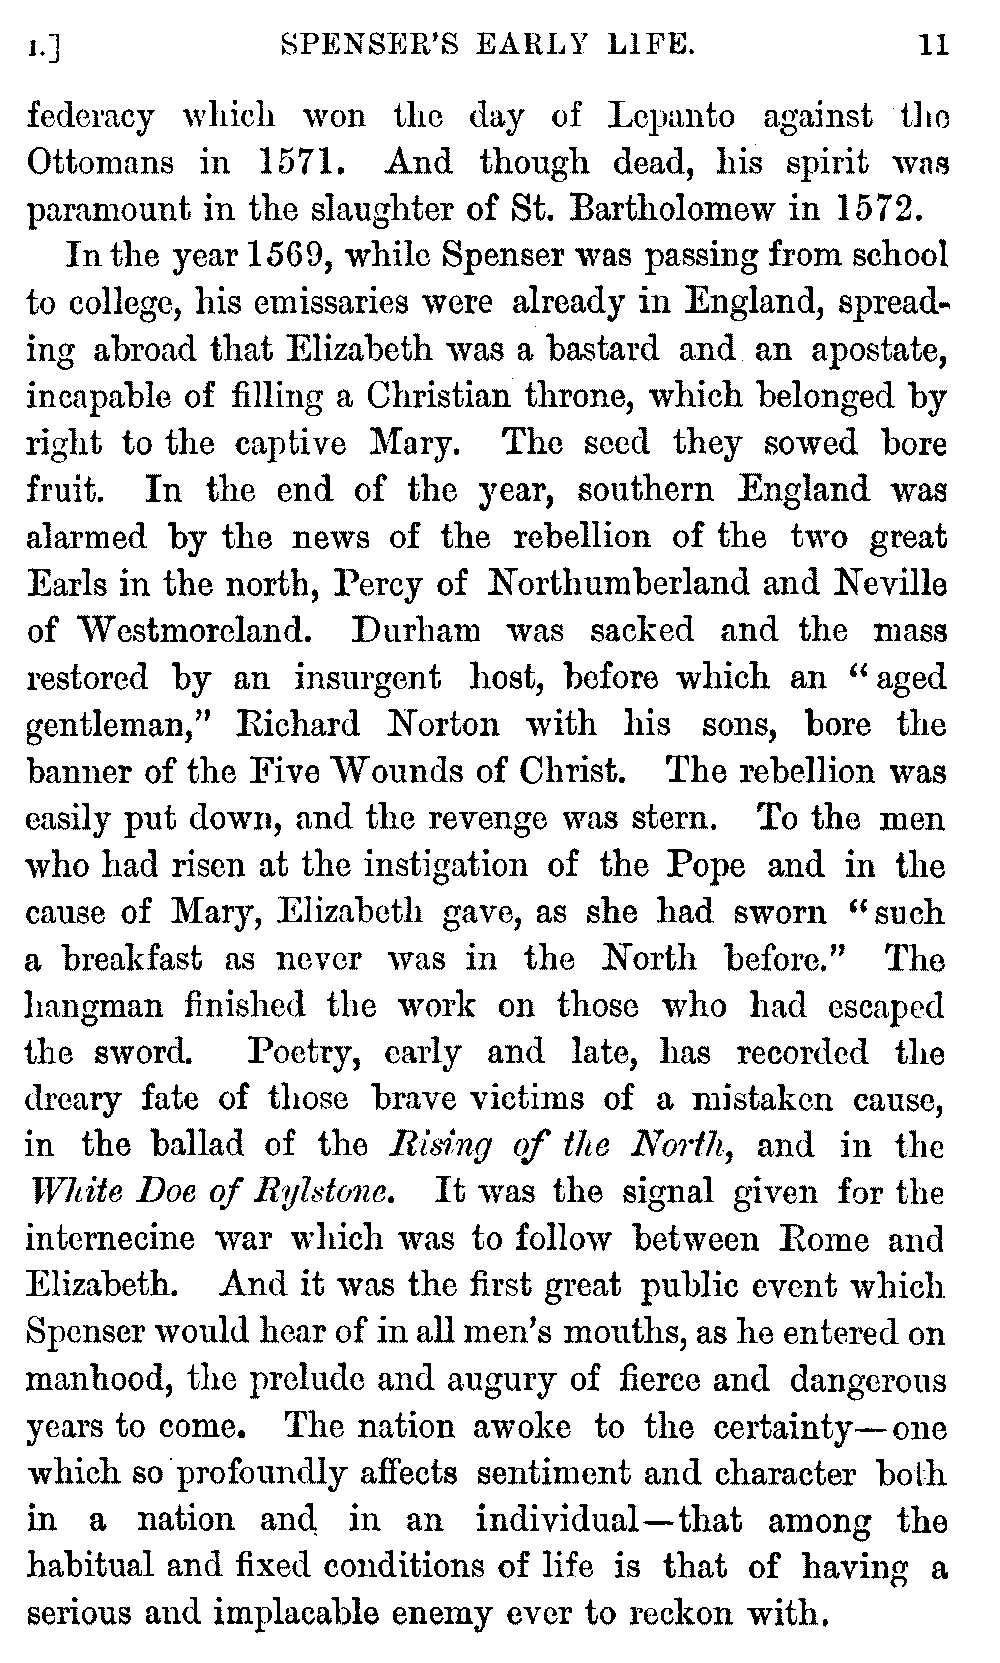 I.] SPENSER'S EARLY LIFE. 11
federacy which won the day of Lepanto against the
Ottomans in 1571. And though dead, his spirit was
paramount in the slaughter of St. Bartholomew in 1572.
In the year 1569, while Spenser was passing from school
to college, his emissaries were already in England, spread-
ing abroad that Elizabeth was a bastard and an apostate,
incapable of filling a Christian throne, which belonged by
right to the captive Mary. The seed they sowed bore
fruit. In the end of the year, southern England was
alarmed by the news of the rebellion of the two great
Earls in the north, Percy of Northumberland and Neville
of Westmoreland. Durham was sacked and the mass
restored by an insurgent host, before which an "aged
gentleman," Richard Norton with his sons, bore the
banner of the Five Wounds of Christ. The rebellion was
easily put down, and the revenge was stern. To the men
who had risen at the instigation of the Pope and in the
cause of Mary, Elizabeth gave, as she had sworn "such
a breakfast as never was in the North before." The
hangman finished the work on those who had escaped
the sword. Poetry, early and late, has recorded the
dreary fate of those brave victims of a mistaken cause,
in the ballad of the Rising of the North, and in the
White Doe of Rylstone. It was the signal given for the
internecine war which was to follow between Rome and
Elizabeth. And it was the first great public event which
Spenser would hear of in all men's mouths, as he entered on
manhood, the prelude and augury of fierce and dangerous
years to come. The nation awoke to the certainty—one
which so profoundly affects sentiment and character both
in a nation and in an individual—that among the
habitual and fixed conditions of life is that of having a
serious and implacable enemy ever to reckon with.